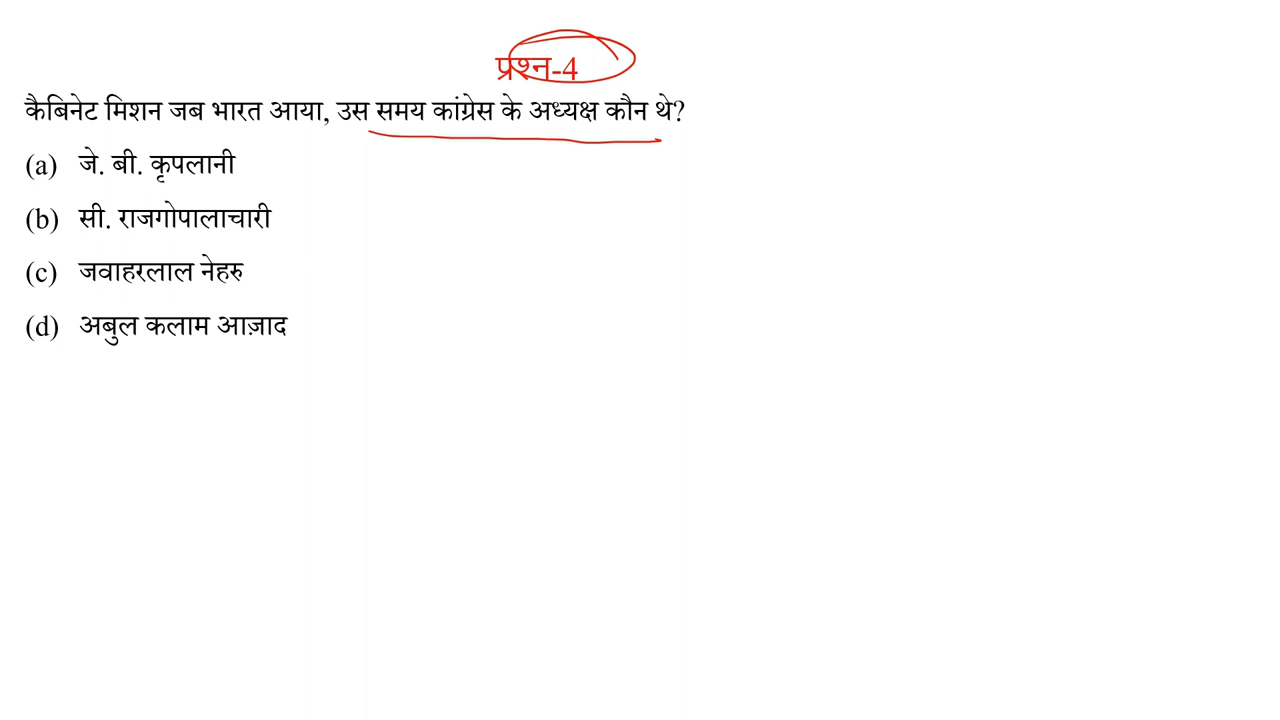 प्रश्न-4
कैबिनेट मिशन जब भारत आया, उस समय कांग्रेस के अध्यक्ष कौन थे?
(a) जे. बी. कृपलानी
(b) सी. राजगोपालाचारी
(c) जवाहरलाल नेहरु
(d) अबुल कलाम आज़ाद